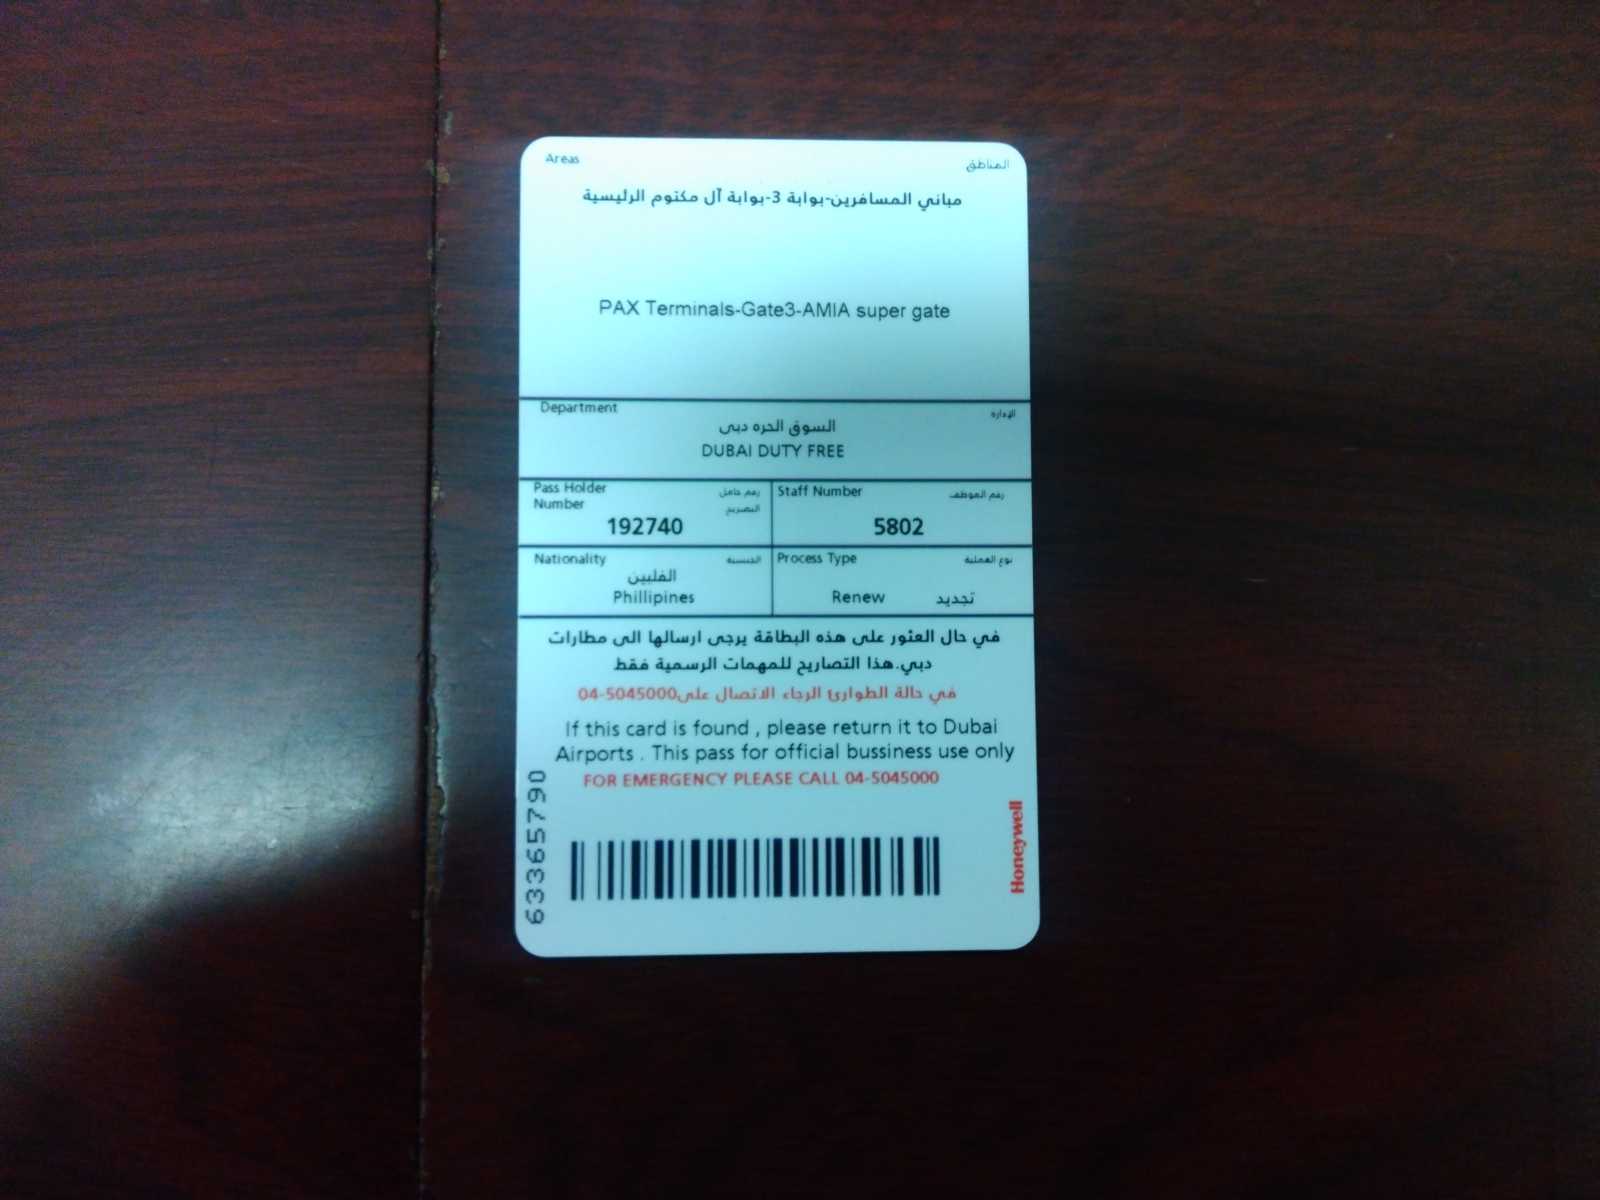 Areas المناطق
مباني المسافرين-بوابة 3-بوابة آل مكتوم الرئيسية
PAX Terminals-Gate3-AMIA super gate
Department الإدارة
السوق الحره دبى
DUBAI DUTY FREE
Pass Holder رقم حامل
Number التصريح
192740
Staff Number رقم الموظف
5802
Nationality الجنسية
الفلبين
Phillipines
Process Type نوع العملية
Renew تجديد
في حال العثور على هذه البطاقة يرجى ارسالها الى مطارات
دبي.هذا التصاريح للمهمات الرسمية فقط
في حالة الطوارئ الرجاء الاتصال على04-5045000
If this card is found , please return it to Dubai
Airports . This pass for official bussiness use only
FOR EMERGENCY PLEASE CALL 04-5045000
63365790
Honeywell